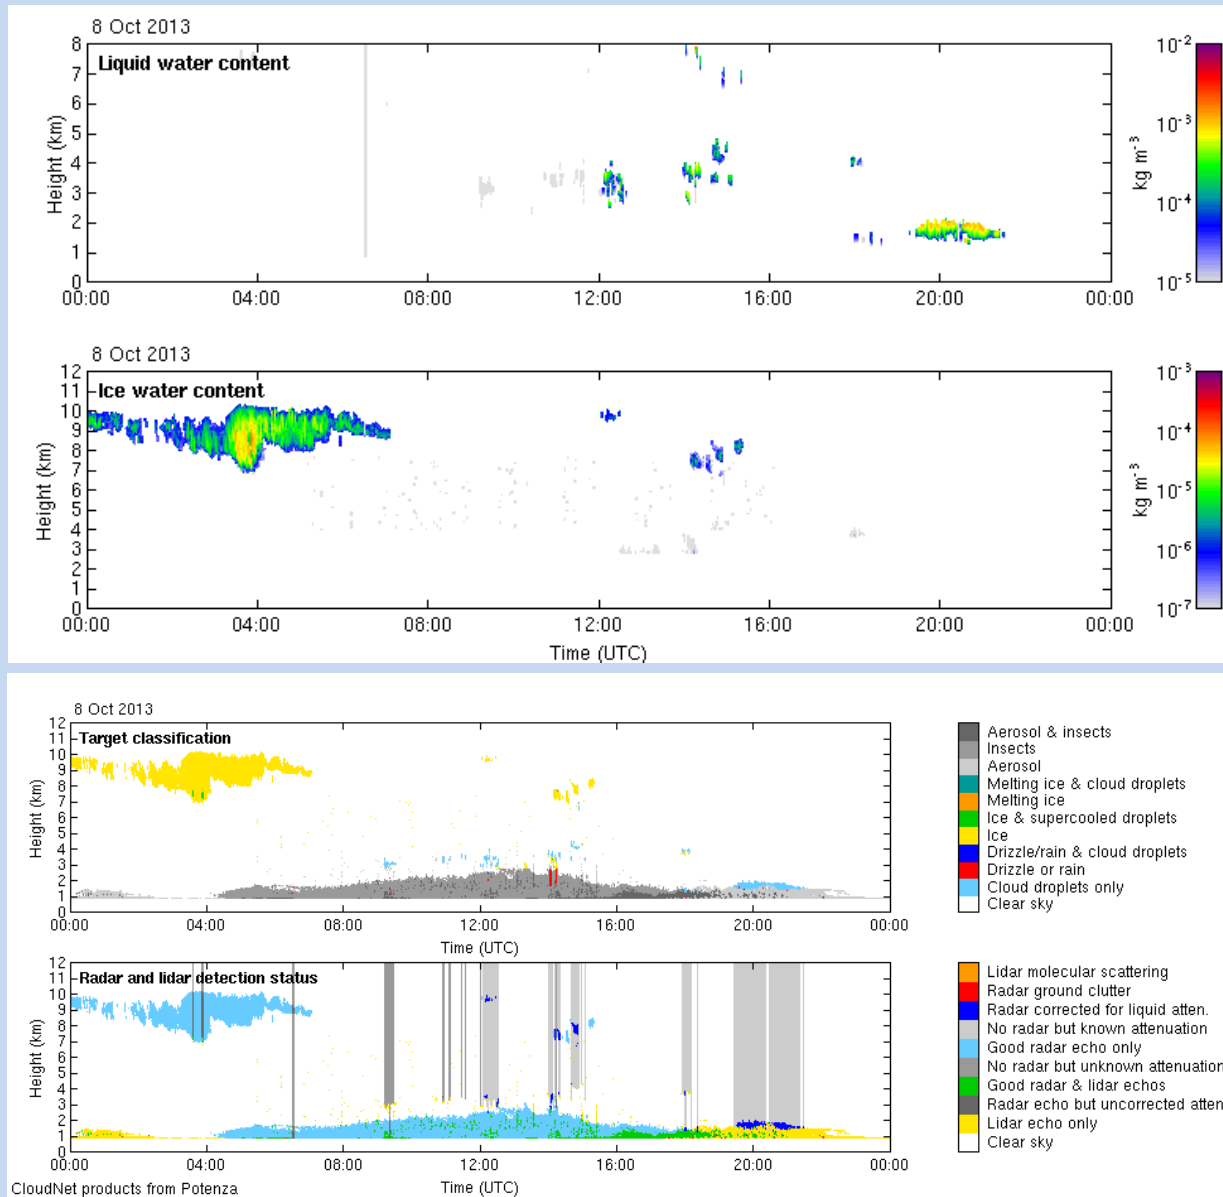 8 Oct 2013
Liquid water content
8
7
6
5
4
3
2
1
0
Height (km)
00:00 04:00 08:00 12:00 16:00 20:00 00:00
10⁻²
10⁻³
10⁻⁴
10⁻⁵
kg m⁻³
8 Oct 2013
Ice water content
12
11
10
9
8
7
6
5
4
3
2
1
0
Height (km)
00:00 04:00 08:00 12:00 16:00 20:00 00:00
Time (UTC)
10⁻³
10⁻⁴
10⁻⁵
10⁻⁶
10⁻⁷
kg m⁻³
8 Oct 2013
Target classification
12
11
10
9
8
7
6
5
4
3
2
1
0
Height (km)
00:00 04:00 08:00 12:00 16:00 20:00 00:00
Time (UTC)
Aerosol & insects
Insects
Aerosol
Melting ice & cloud droplets
Melting ice
Ice & supercooled droplets
Ice
Drizzle/rain & cloud droplets
Drizzle or rain
Cloud droplets only
Clear sky
Radar and lidar detection status
12
11
10
9
8
7
6
5
4
3
2
1
0
Height (km)
00:00 04:00 08:00 12:00 16:00 20:00 00:00
Time (UTC)
Lidar molecular scattering
Radar ground clutter
Radar corrected for liquid atten.
No radar but known attenuation
Good radar echo only
No radar but unknown attenuation
Good radar & lidar echos
Radar echo but uncorrected atten
Lidar echo only
Clear sky
CloudNet products from Potenza